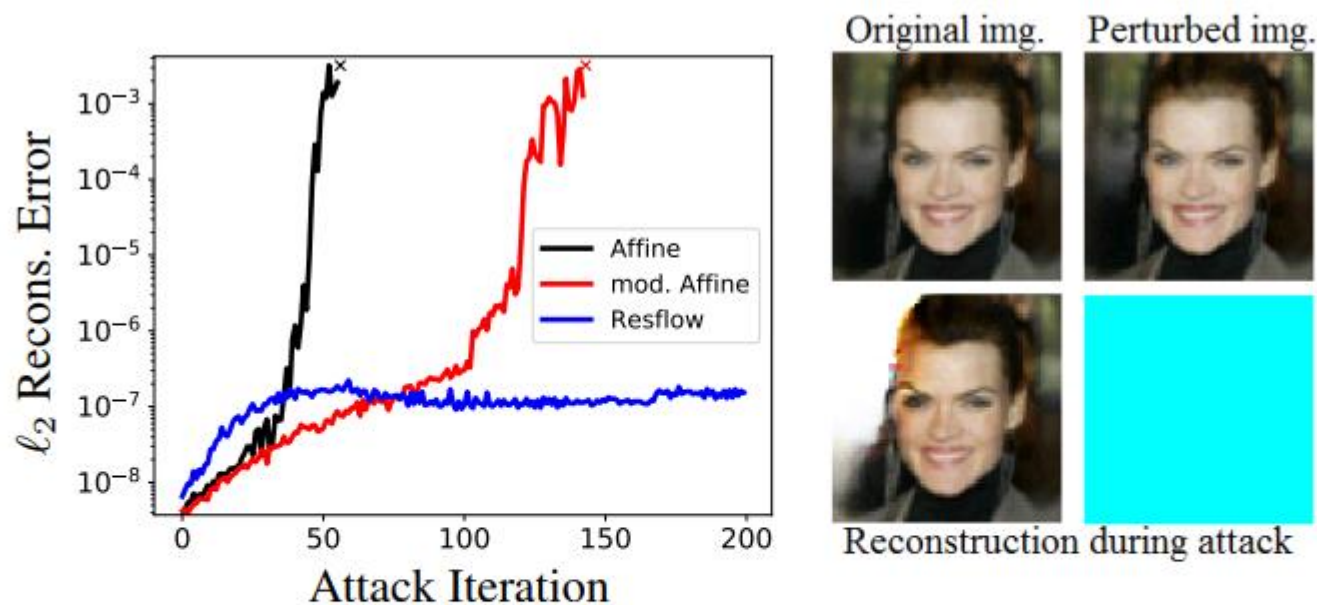 Original img. Perturbed img.
10⁻³
10⁻⁴
10⁻⁵
10⁻⁶
10⁻⁷
10⁻⁸
ℓ₂ Recons. Error
Affine
mod. Affine
Resflow
0 50 100 150 200
Attack Iteration
Reconstruction during attack